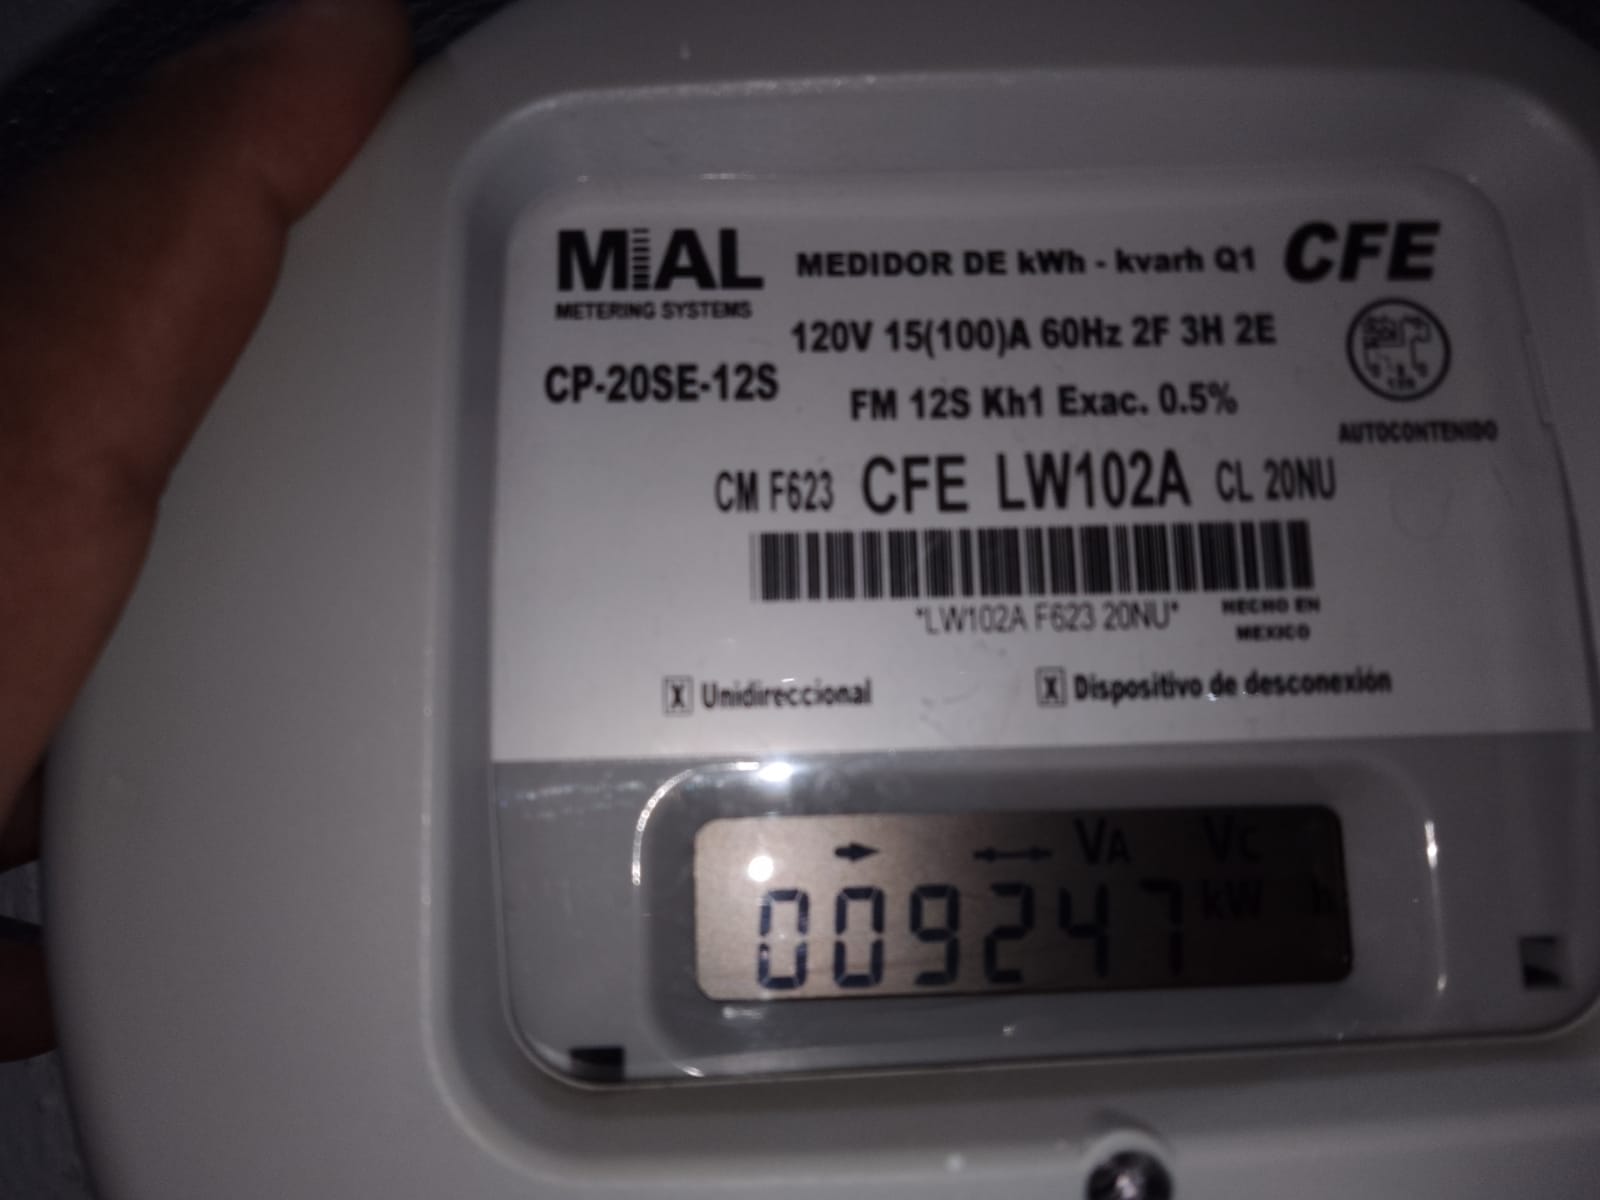 MIAL
METERING SYSTEMS
MEDIDOR DE kWh - kvarh Q1
CFE
120V 15(100)A 60Hz 2F 3H 2E
CP-20SE-12S
FM 12S Kh1 Exac. 0.5%
AUTOCONTENIDO
CM F623 CFE LW102A CL 20NU
*LW102A F623 20NU*
HECHO EN
MEXICO
X Unidireccional
X Dispositivo de desconexión
VA VC
009247 kWh